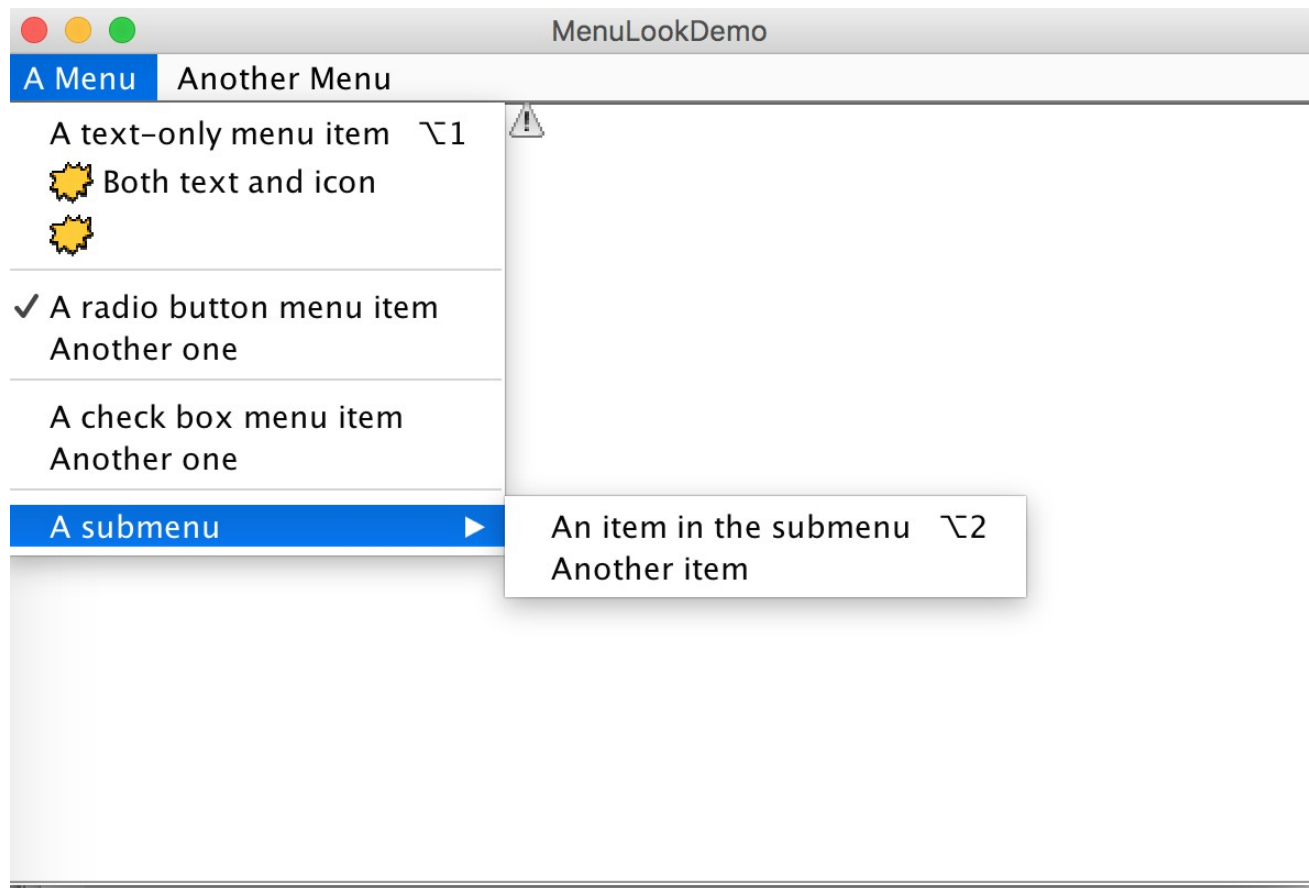 MenuLookDemo
A Menu Another Menu
A text-only menu item ⌥1
Both text and icon
A radio button menu item
Another one
A check box menu item
Another one
A submenu
An item in the submenu ⌥2
Another item